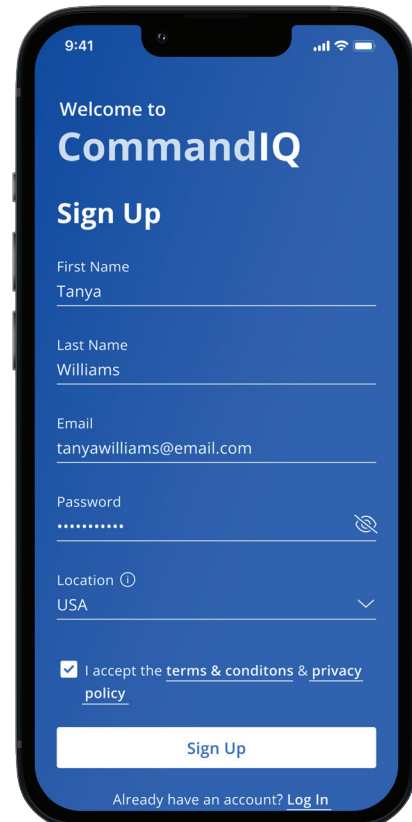 9:41
Welcome to
CommandIQ
Sign Up
First Name
Tanya
Last Name
Williams
Email
tanyawilliams@email.com
Password
•••••••••••
Location ⓘ
USA
I accept the terms & conditons & privacy
policy
Sign Up
Already have an account? Log In